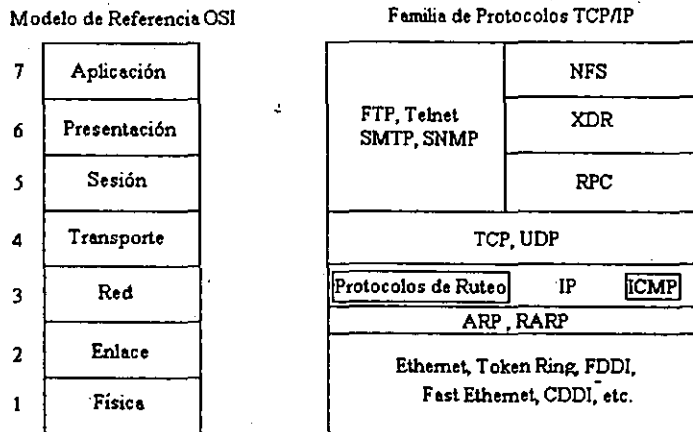 Modelo de Referencia OSI
Familia de Protocolos TCP/IP
7 Aplicación
6 Presentación
5 Sesión
4 Transporte
3 Red
2 Enlace
1 Física
FTP, Telnet
SMTP, SNMP
NFS
XDR
RPC
TCP, UDP
Protocolos de Ruteo IP ICMP
ARP, RARP
Ethernet, Token Ring, FDDI,
Fast Ethernet, CDDI, etc.